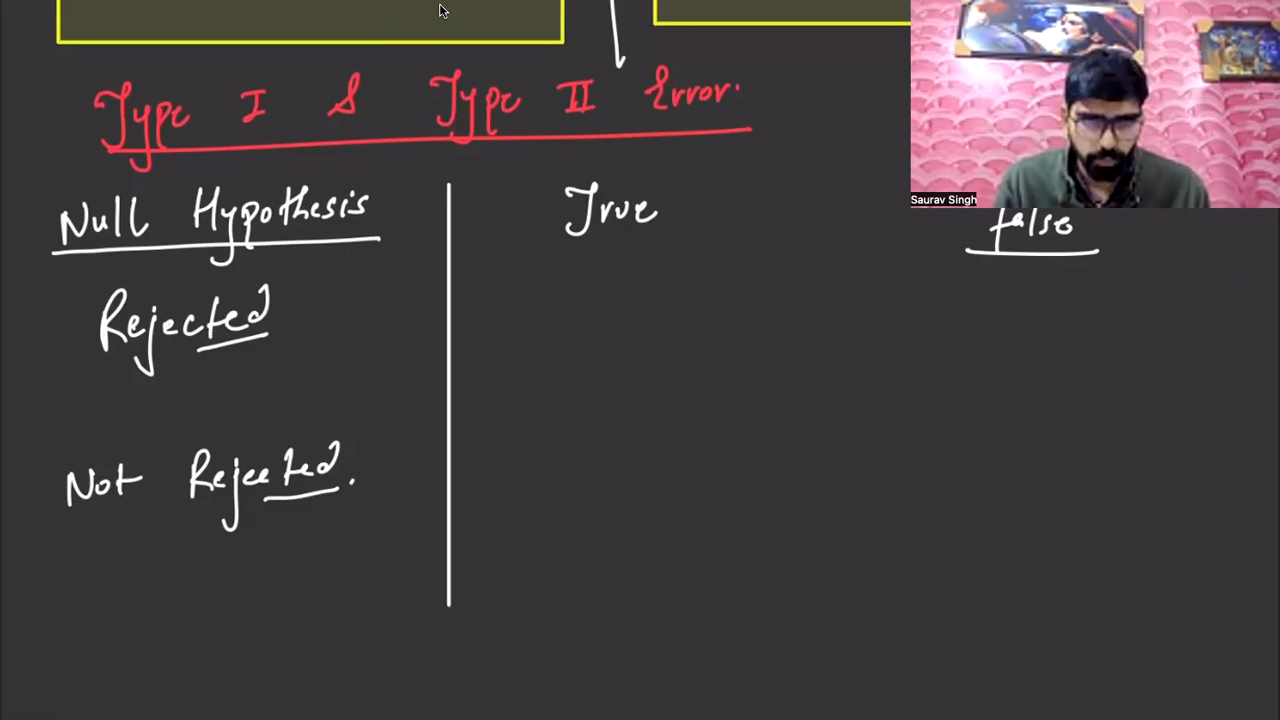 Type I & Type II Error.
Saurav Singh
Null Hypothesis True false
Rejected
Not Rejected.